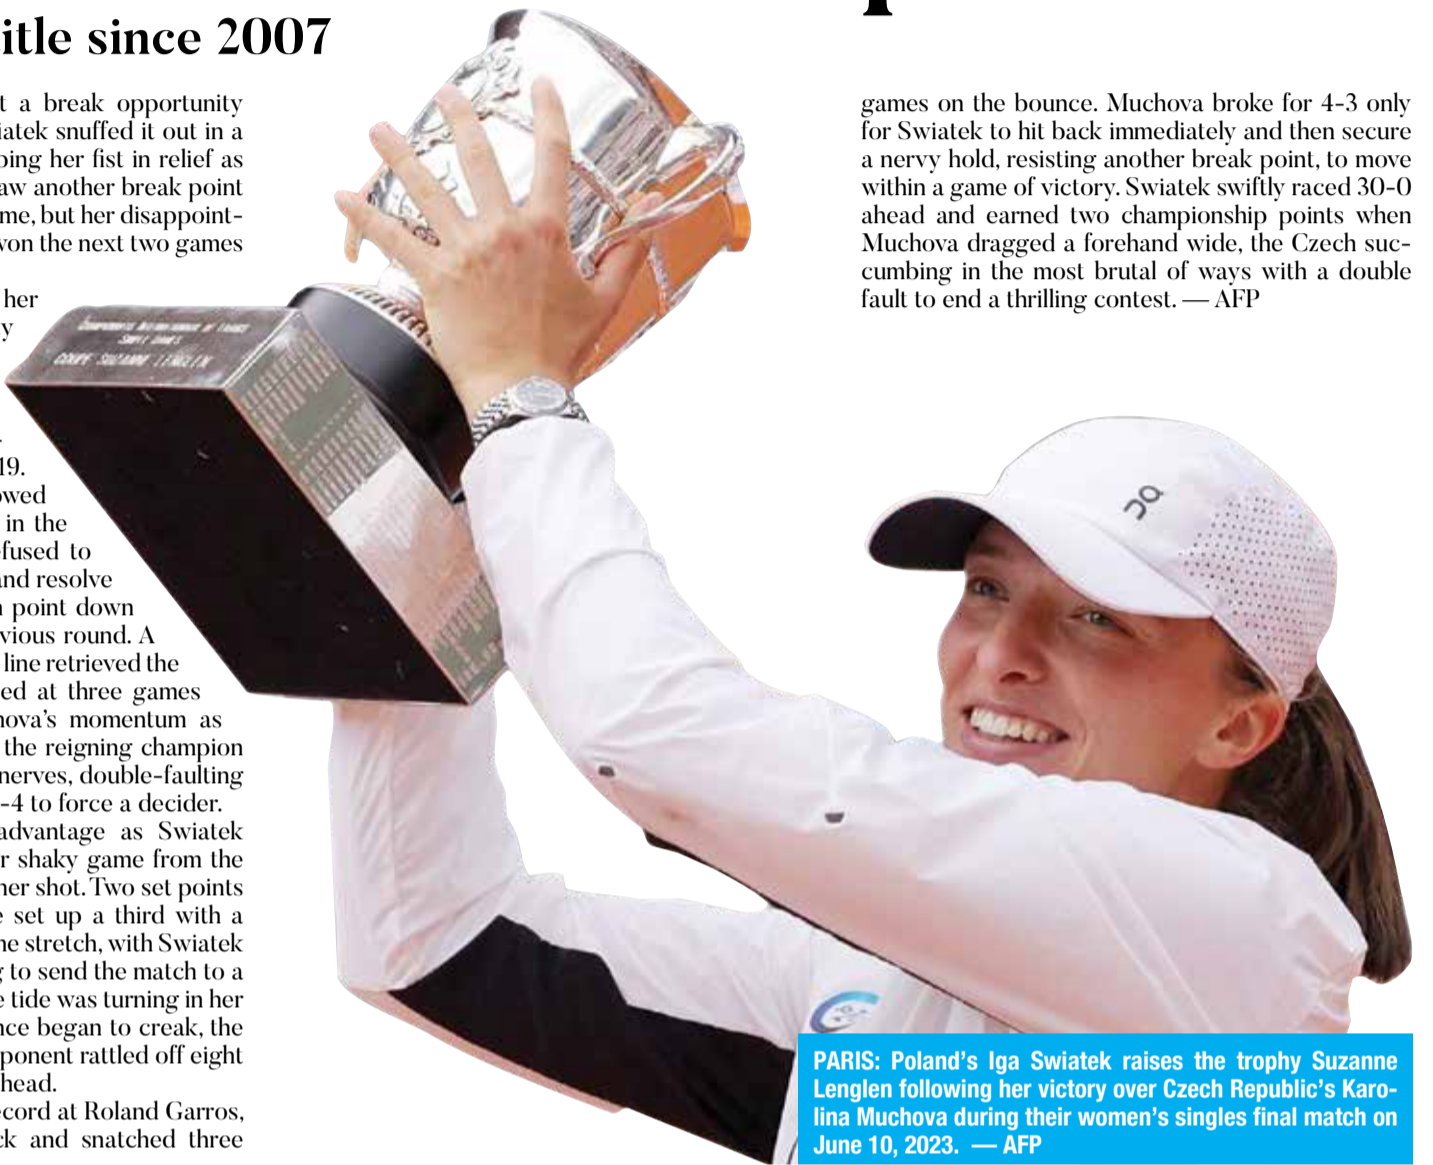 itle since 2007
t a break opportunity
iatek snuffed it out in a
ping her fist in relief as
aw another break point
me, but her disappoint-
won the next two games
her
y
19.
owed
in the
fused to
and resolve
point down
vious round. A
line retrieved the
ed at three games
nova's momentum as
the reigning champion
nerves, double-faulting
-4 to force a decider.
advantage as Swiatek
r shaky game from the
her shot. Two set points
e set up a third with a
he stretch, with Swiatek
g to send the match to a
e tide was turning in her
nce began to creak, the
ponent rattled off eight
head.
ecord at Roland Garros,
ck and snatched three
games on the bounce. Muchova broke for 4-3 only
for Swiatek to hit back immediately and then secure
a nervy hold, resisting another break point, to move
within a game of victory. Swiatek swiftly raced 30-0
ahead and earned two championship points when
Muchova dragged a forehand wide, the Czech suc-
cumbing in the most brutal of ways with a double
fault to end a thrilling contest. — AFP
COUPE SUZANNE LENGLEN
on
PARIS: Poland's Iga Swiatek raises the trophy Suzanne
Lenglen following her victory over Czech Republic's Karo-
lina Muchova during their women's singles final match on
June 10, 2023. — AFP